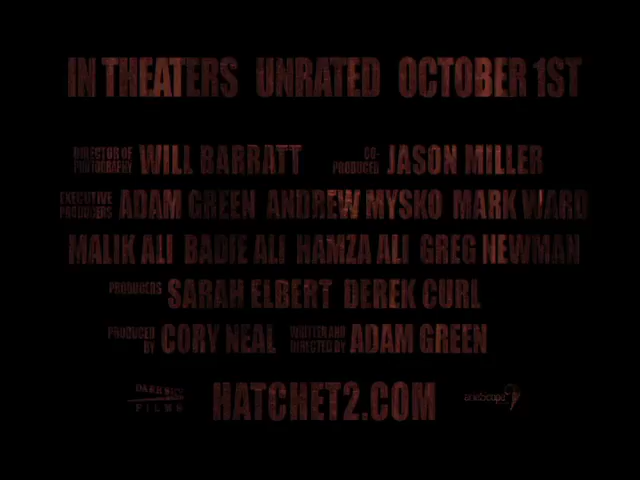 IN THEATERS UNRATED OCTOBER 1ST
DIRECTOR OF PHOTOGRAPHY WILL BARRATT CO-PRODUCER JASON MILLER
EXECUTIVE PRODUCERS ADAM GREEN ANDREW MYSKO MARK WARD
MALIK ALI BADIE ALI HAMZA ALI GREG NEWMAN
PRODUCERS SARAH ELBERT DEREK CURL
PRODUCED BY CORY NEAL WRITTEN AND DIRECTED BY ADAM GREEN
FILMS HATCHET2.COM